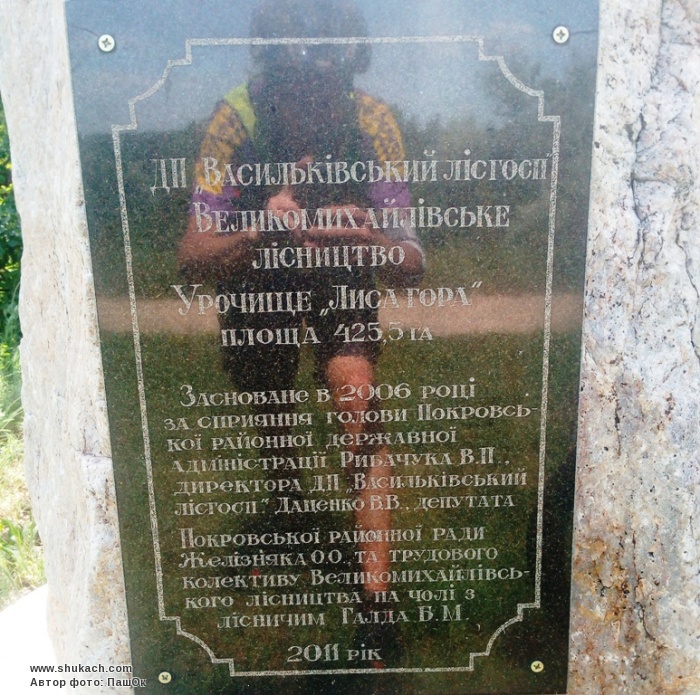 ДП „Васильківський лісгосп"
Великомихайлівське
лісництво
Урочище „Лиса гора"
площа 425,5 га
Засноване в 2006 році
за сприяння голови Покровсь-
кої районної державної
адміністрації Рибачука В.П.,
директора ДП „Васильківський
лісгосп" Даценко В.В., депутата
Покровської районної ради
Желізняка О.О., та трудового
колективу Великомихайлівсь-
кого лісництва на чолі з
лісничим Галда Б.М.
2011 рік
www.shukach.com
Автор фото: ПашОк